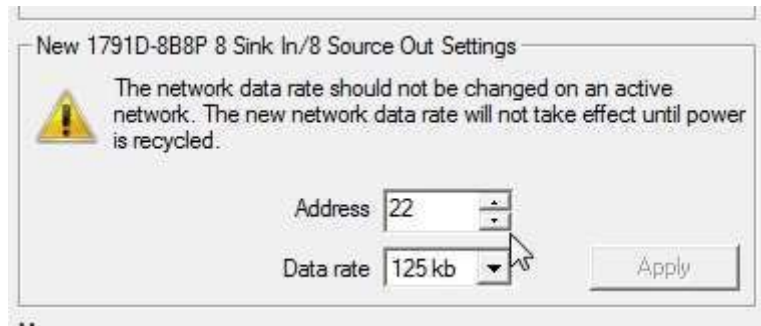 New 1791D-8B8P 8 Sink In/8 Source Out Settings
The network data rate should not be changed on an active
network. The new network data rate will not take effect until power
is recycled.
Address 22
Data rate 125 kb
Apply